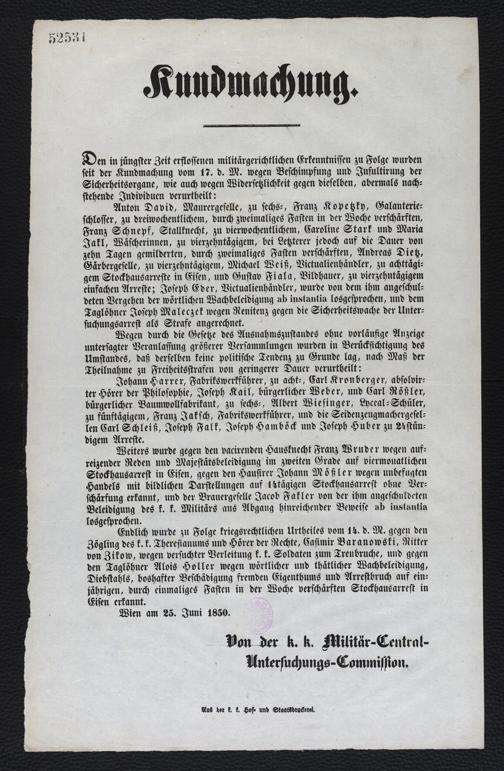 52531
Kundmachung.
Den in jüngster Zeit erflossenen militärgerichtlichen Erkenntnissen zu Folge wurden
seit der Kundmachung vom 17. d. M. wegen Beschimpfung und Insultirung der
Sicherheitsorgane, wie auch wegen Widersetzlichkeit gegen dieselben, abermals nach-
stehende Individuen verurtheilt:
Anton David, Maurergeselle, zu sechs-, Franz Kopetzky, Galanterie-
schlosser, zu dreiwochentlichem, durch zweimaliges Fasten in der Woche verschärften,
Franz Schnepf, Stallknecht, zu vierwochentlichem, Caroline Stark und Maria
Jakl, Wäscherinnen, zu vierzehntägigem, bei Letzterer jedoch auf die Dauer von
zehn Tagen gemilderten, durch zweimaliges Fasten verschärften, Andreas Dietz,
Gärbergeselle, zu vierzehntägigem, Michael Weiß, Victualienhändler, zu achttägi-
gem Stockhausarreste in Eisen, und Gustav Fiala, Bildhauer, zu vierzehntägigem
einfachen Arreste; Joseph Eder, Victualienhändler, wurde von dem ihm angeschul-
deten Vergehen der wörtlichen Wachbeleidigung ab instantia losgesprochen, und dem
Taglöhner Joseph Maleczek wegen Renitenz gegen die Sicherheitswache der Unter-
suchungsarrest als Strafe angerechnet.
Wegen durch die Gesetze des Ausnahmszustandes ohne vorläufige Anzeige
untersagter Veranlassung größerer Versammlungen wurden in Berücksichtigung des
Umstandes, daß derselben keine politische Tendenz zu Grunde lag, nach Maß der
Theilnahme zu Freiheitsstrafen von geringerer Dauer verurtheilt:
Johann Harrer, Fabrikswerkführer, zu acht-, Carl Kronberger, absolvir-
ter Hörer der Philosophie, Joseph Kail, bürgerlicher Weber, und Carl Rößler,
bürgerlicher Baumwollfabrikant, zu sechs-, Albert Wiesinger, Lyceal-Schüler,
zu fünftägigem, Franz Jaksch, Fabrikswerkführer, und die Seidenzeugmachergesel-
len Carl Schleiß, Joseph Falk, Joseph Hamböck und Joseph Huber zu 24stün-
digem Arreste.
Weiters wurde gegen den vacirenden Hausknecht Franz Wruder wegen auf-
reizender Reden und Majestätsbeleidigung im zweiten Grade auf viermonatlichen
Stockhausarrest in Eisen, gegen den Hausirer Johann Mößler wegen unbefugten
Handels mit bildlichen Darstellungen auf 14tägigen Stockhausarrest ohne Ver-
schärfung erkannt, und der Brauergeselle Jacob Fakler von der ihm angeschuldeten
Beleidigung des k. k. Militärs aus Abgang hinreichender Beweise ab instantia
losgesprochen.
Endlich wurde zu Folge kriegsrechtlichen Urtheiles vom 14. d. M. gegen den
Zögling des k. k. Theresianums und Hörer der Rechte, Casimir Baranowski, Ritter
von Zikow, wegen versuchter Verleitung k. k. Soldaten zum Treubruche, und gegen
den Taglöhner Alois Holler wegen wörtlicher und thätlicher Wachbeleidigung,
Diebstahls, boshafter Beschädigung fremden Eigenthums und Arrestbruch auf ein-
jährigen, durch einmaliges Fasten in der Woche verschärften Stockhausarrest in
Eisen erkannt.
Wien am 25. Juni 1850.
Von der k. k. Militär-Central-
Untersuchungs-Commission.
Aus der k. k. Hof- und Staatsdruckerei.